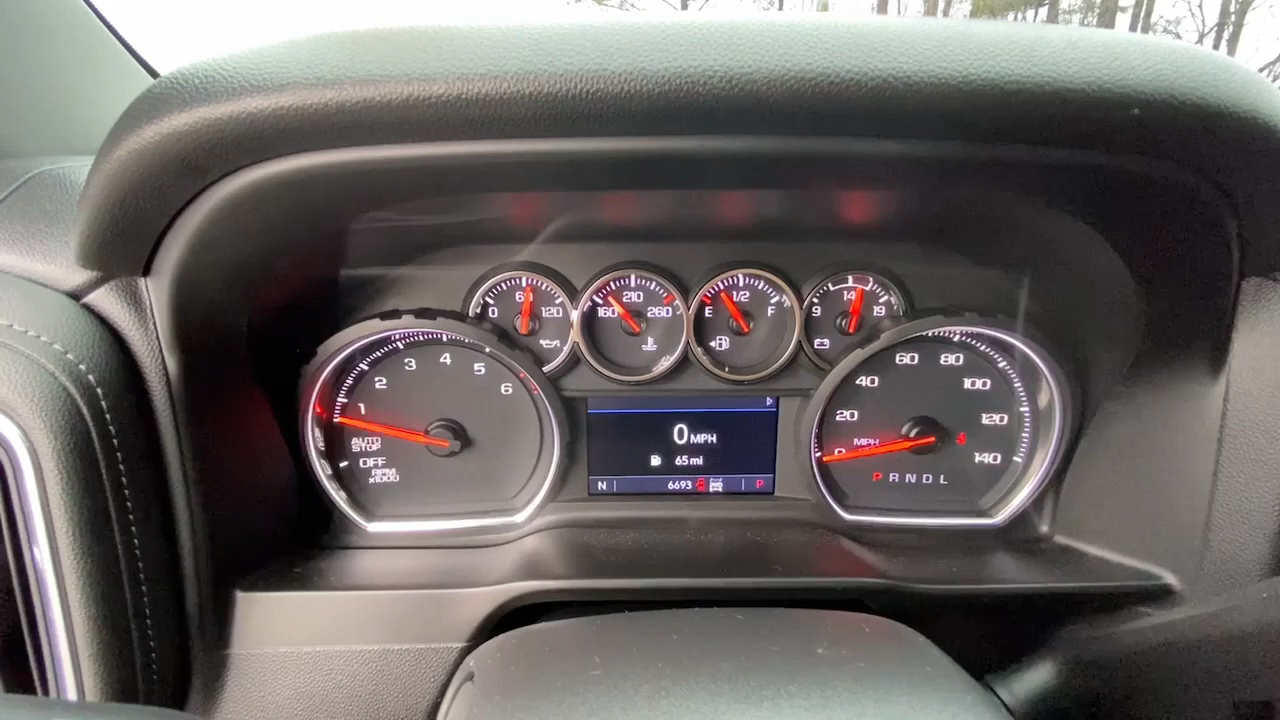 0 60 120
160 210 260
E 1/2 F
9 14 19
1 2 3 4 5 6
AUTO
STOP
OFF
RPM
x1000
0 MPH
65 mi
N 6693 P
0 20 40 60 80 100 120 140
MPH
P R N D L